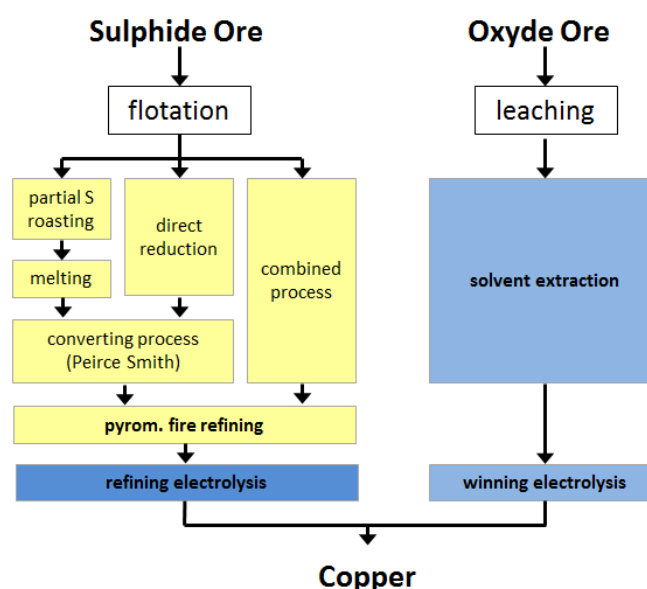 Sulphide Ore
Oxyde Ore
flotation
leaching
partial S
roasting
direct
reduction
combined
process
solvent extraction
melting
converting process
(Peirce Smith)
pyrom. fire refining
refining electrolysis
winning electrolysis
Copper